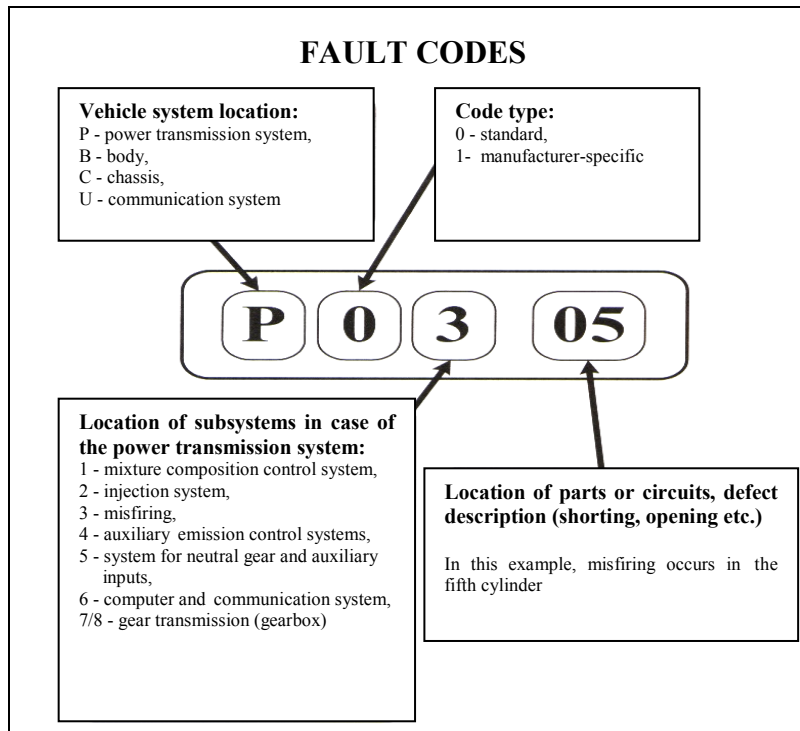 FAULT CODES
Vehicle system location:
P - power transmission system,
B - body,
C - chassis,
U - communication system
Code type:
0 - standard,
1- manufacturer-specific
P 0 3 05
Location of subsystems in case of
the power transmission system:
1 - mixture composition control system,
2 - injection system,
3 - misfiring,
4 - auxiliary emission control systems,
5 - system for neutral gear and auxiliary
inputs,
6 - computer and communication system,
7/8 - gear transmission (gearbox)
Location of parts or circuits, defect
description (shorting, opening etc.)
In this example, misfiring occurs in the
fifth cylinder